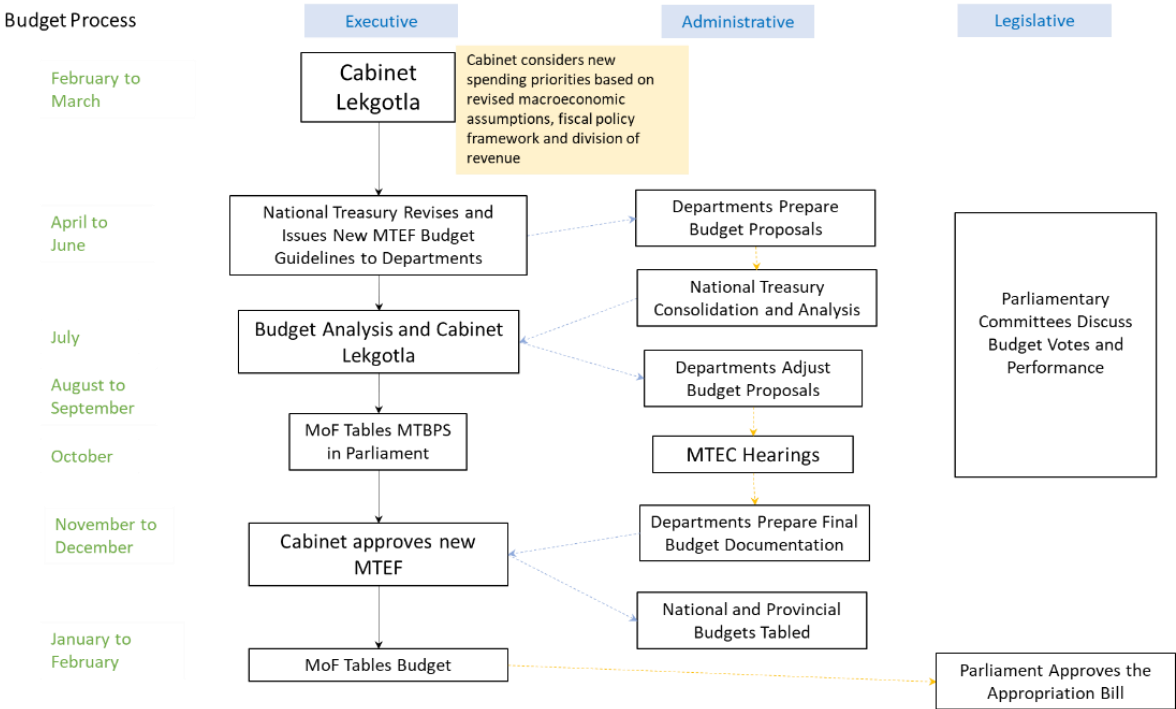 Budget Process
Executive
Administrative
Legislative
February to
March
Cabinet
Lekgotla
Cabinet considers new
spending priorities based on
revised macroeconomic
assumptions, fiscal policy
framework and division of
revenue
April to
June
National Treasury Revises and
Issues New MTEF Budget
Guidelines to Departments
Departments Prepare
Budget Proposals
National Treasury
Consolidation and Analysis
Parliamentary
Committees Discuss
Budget Votes and
Performance
July
Budget Analysis and Cabinet
Lekgotla
August to
September
Departments Adjust
Budget Proposals
October
MoF Tables MTBPS
in Parliament
MTEC Hearings
November to
December
Cabinet approves new
MTEF
Departments Prepare Final
Budget Documentation
National and Provincial
Budgets Tabled
January to
February
MoF Tables Budget
Parliament Approves the
Appropriation Bill